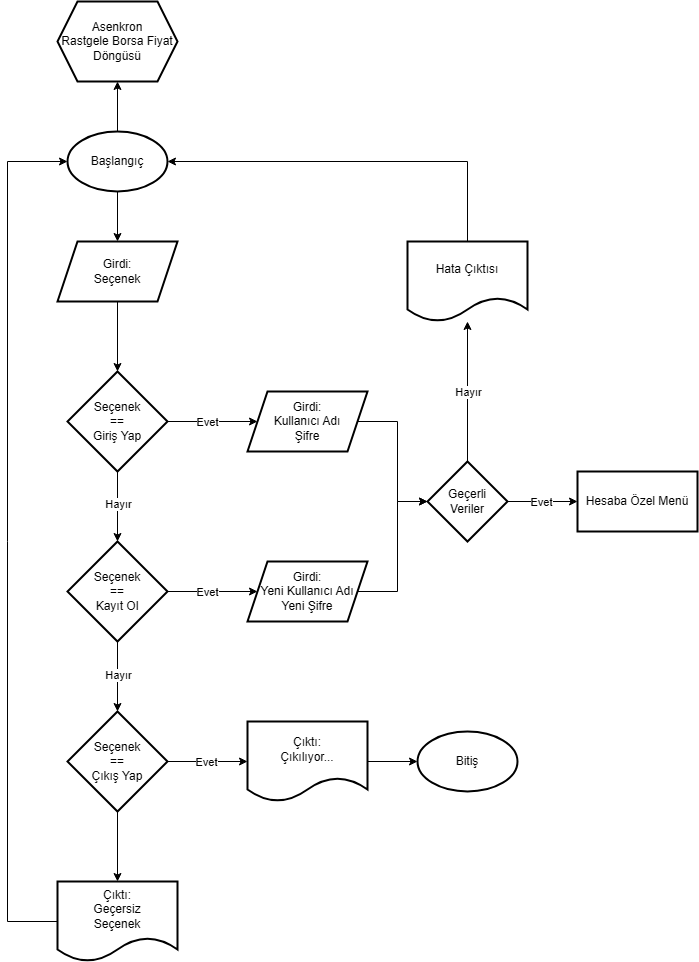 Asenkron
Rastgele Borsa Fiyat
Döngüsü
Başlangıç
Girdi:
Seçenek
Hata Çıktısı
Hayır
Seçenek
==
Giriş Yap
Evet
Girdi:
Kullanıcı Adı
Şifre
Geçerli
Veriler
Evet
Hesaba Özel Menü
Hayır
Seçenek
==
Kayıt Ol
Evet
Girdi:
Yeni Kullanıcı Adı
Yeni Şifre
Hayır
Seçenek
==
Çıkış Yap
Evet
Çıktı:
Çıkılıyor...
Bitiş
Çıktı:
Geçersiz
Seçenek